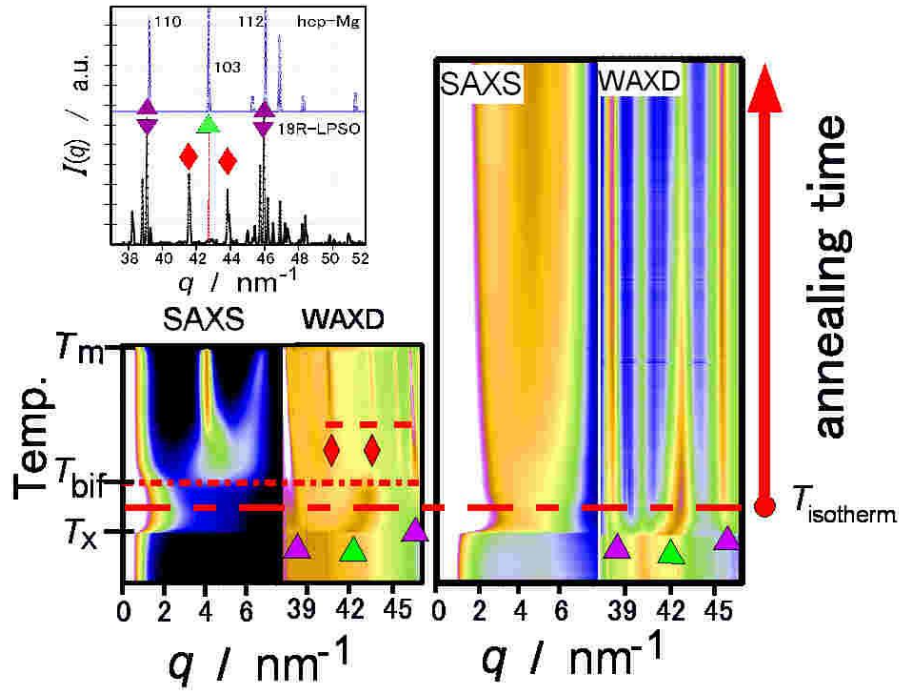 110
112
hcp-Mg
103
18R-LPSO
I(q) / a.u.
38 40 42 44 46 48 50 52
q / nm-1
SAXS WAXD
Tm
Tbif
Tx
Temp.
0 2 4 6 39 42 45
q / nm-1
SAXS WAXD
annealing time
Tisotherm
0 2 4 6 39 42 45
q / nm-1